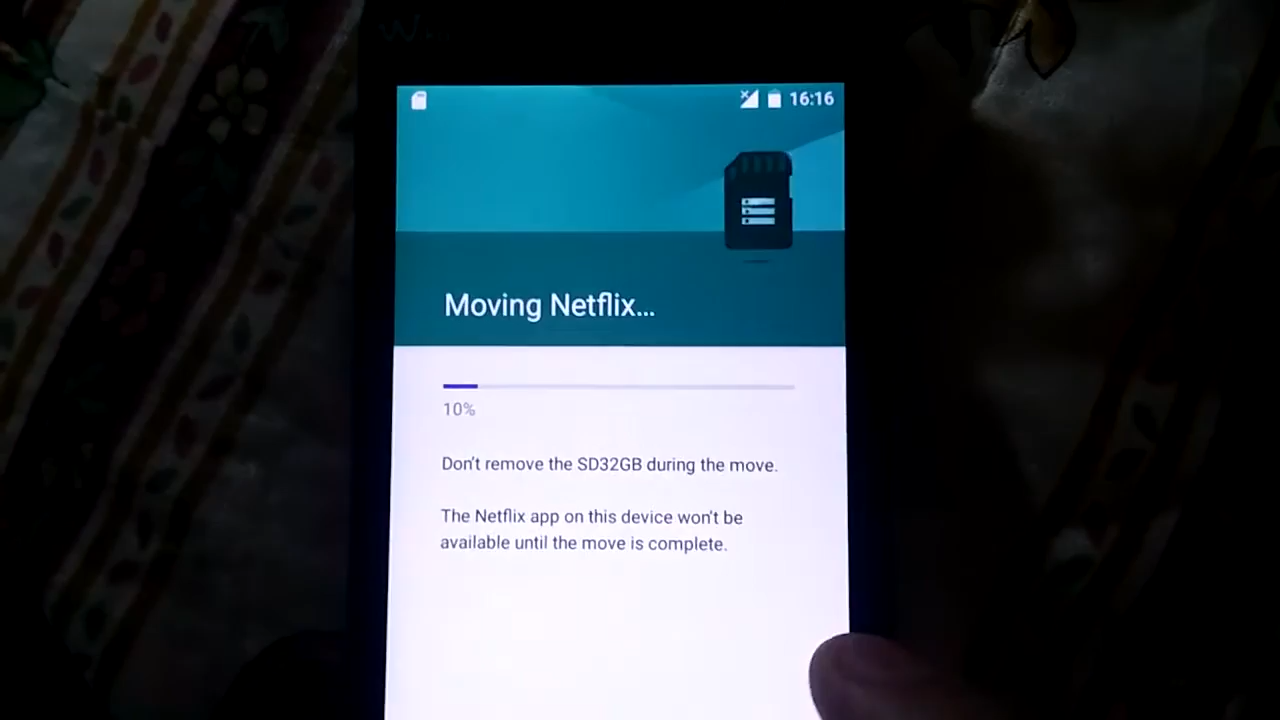 16:16
Moving Netflix...
10%
Don't remove the SD32GB during the move.
The Netflix app on this device won't be
available until the move is complete.